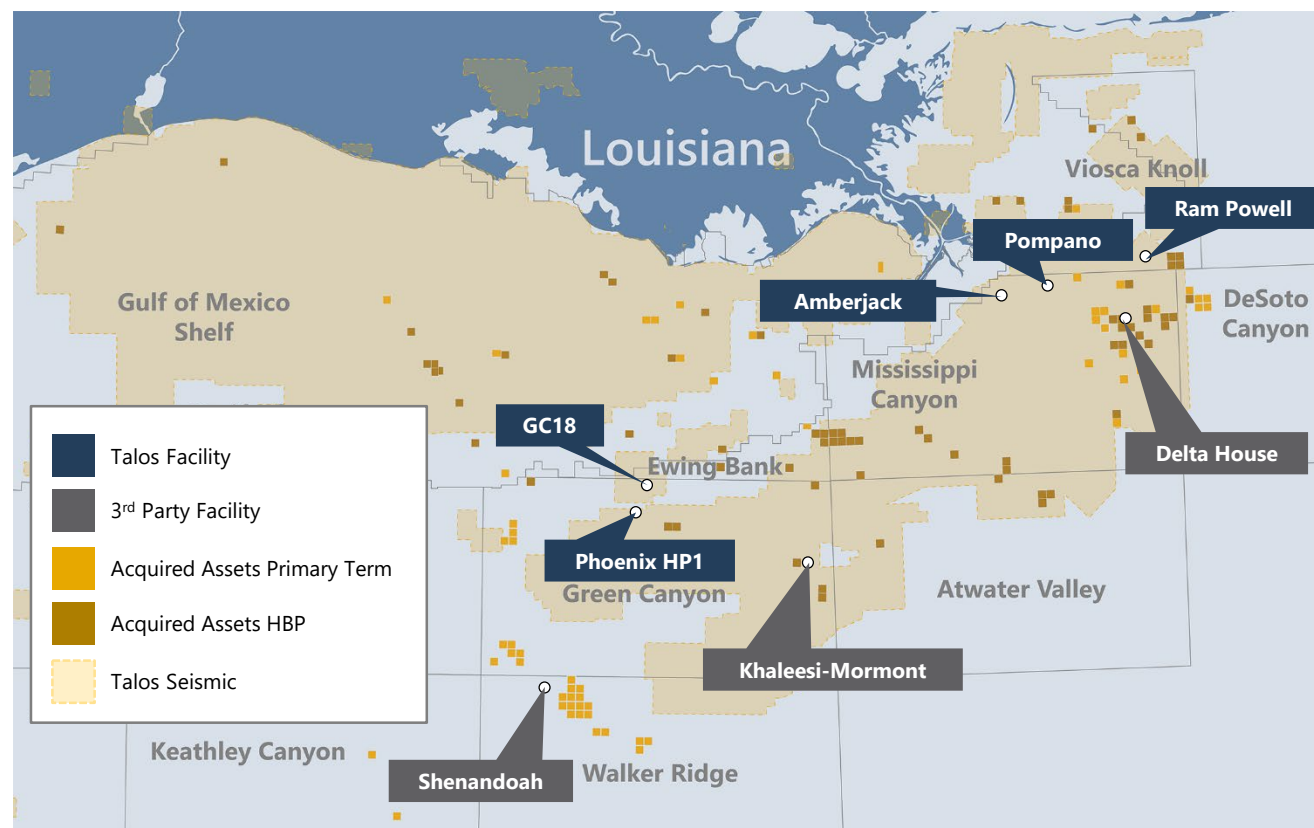 Louisiana
Viosca Knoll
Ram Powell
Pompano
Amberjack
Gulf of Mexico
Shelf
DeSoto
Canyon
Mississippi
Canyon
GC18
Delta House
Ewing Bank
Talos Facility
3rd Party Facility
Acquired Assets Primary Term
Acquired Assets HBP
Talos Seismic
Phoenix HP1
Green Canyon
Atwater Valley
Khaleesi-Mormont
Keathley Canyon
Shenandoah
Walker Ridge